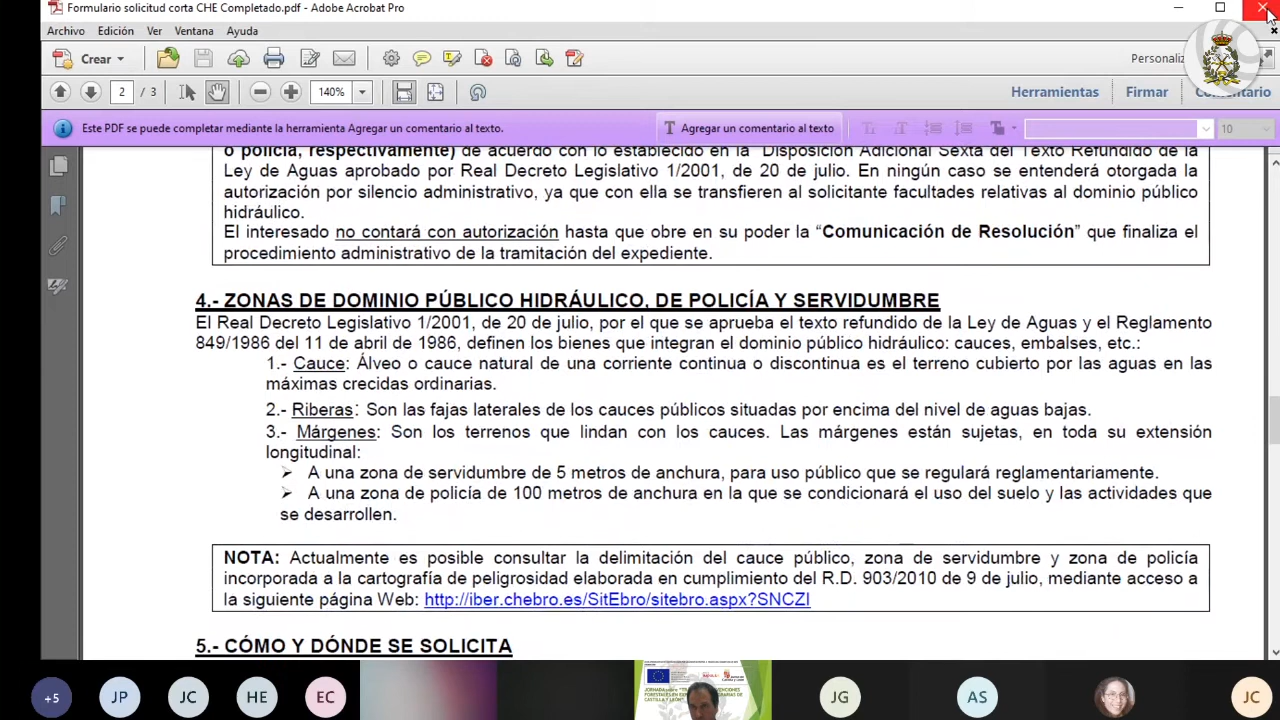 Formulario solicitud corta CHE Completado.pdf - Adobe Acrobat Pro
Archivo Edición Ver Ventana Ayuda
Crear
Personaliz
2 / 3 140% Herramientas Firmar Comentario
Este PDF se puede completar mediante la herramienta Agregar un comentario al texto. Agregar un comentario al texto 10
o policía, respectivamente) de acuerdo con lo establecido en la Disposición Adicional Sexta del Texto Refundido de la
Ley de Aguas aprobado por Real Decreto Legislativo 1/2001, de 20 de julio. En ningún caso se entenderá otorgada la
autorización por silencio administrativo, ya que con ella se transfieren al solicitante facultades relativas al dominio público
hidráulico.
El interesado no contará con autorización hasta que obre en su poder la “Comunicación de Resolución” que finaliza el
procedimiento administrativo de la tramitación del expediente.
4.- ZONAS DE DOMINIO PÚBLICO HIDRÁULICO, DE POLICÍA Y SERVIDUMBRE
El Real Decreto Legislativo 1/2001, de 20 de julio, por el que se aprueba el texto refundido de la Ley de Aguas y el Reglamento
849/1986 del 11 de abril de 1986, definen los bienes que integran el dominio público hidráulico: cauces, embalses, etc.:
1.- Cauce: Álveo o cauce natural de una corriente continua o discontinua es el terreno cubierto por las aguas en las
máximas crecidas ordinarias.
2.- Riberas: Son las fajas laterales de los cauces públicos situadas por encima del nivel de aguas bajas.
3.- Márgenes: Son los terrenos que lindan con los cauces. Las márgenes están sujetas, en toda su extensión
longitudinal:
➢ A una zona de servidumbre de 5 metros de anchura, para uso público que se regulará reglamentariamente.
➢ A una zona de policía de 100 metros de anchura en la que se condicionará el uso del suelo y las actividades que
se desarrollen.
NOTA: Actualmente es posible consultar la delimitación del cauce público, zona de servidumbre y zona de policía
incorporada a la cartografía de peligrosidad elaborada en cumplimiento del R.D. 903/2010 de 9 de julio, mediante acceso a
la siguiente página Web: http://iber.chebro.es/SitEbro/sitebro.aspx?SNCZI
5.- CÓMO Y DÓNDE SE SOLICITA
+5 JP JC HE EC JG AS JC